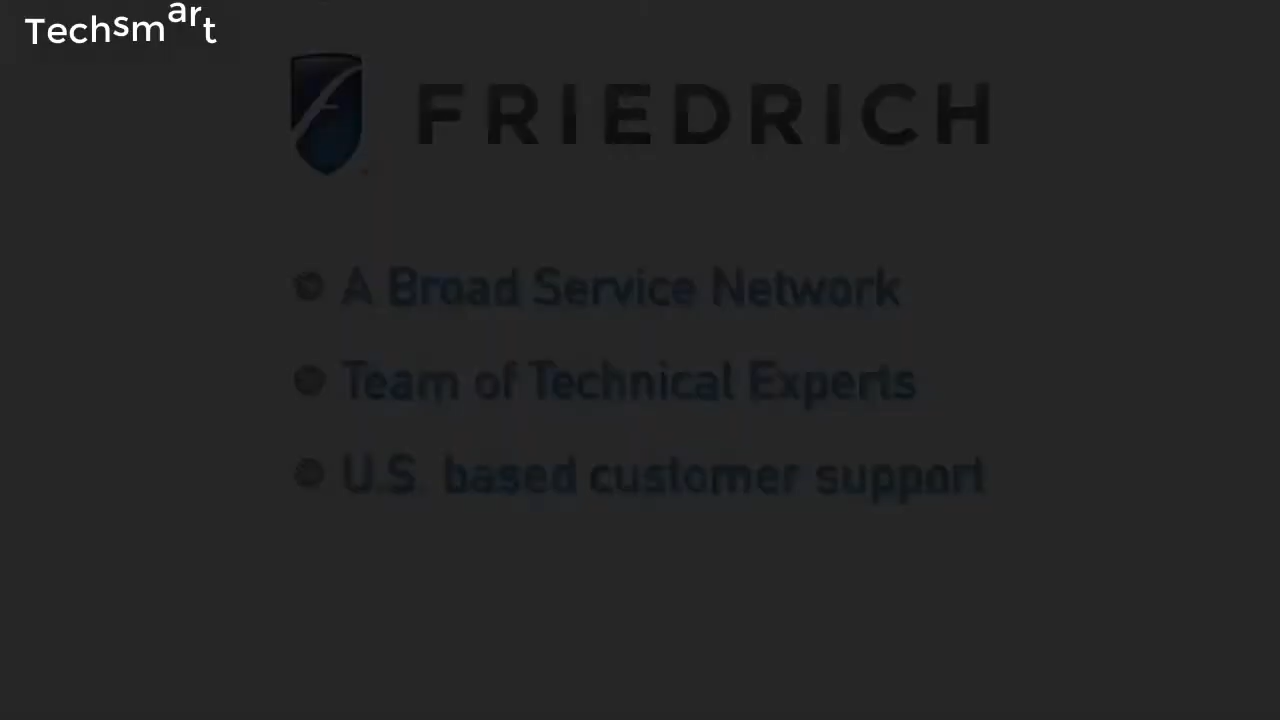 Techsmart
FRIEDRICH
A Broad Service Network
Team of Technical Experts
U.S. based customer support